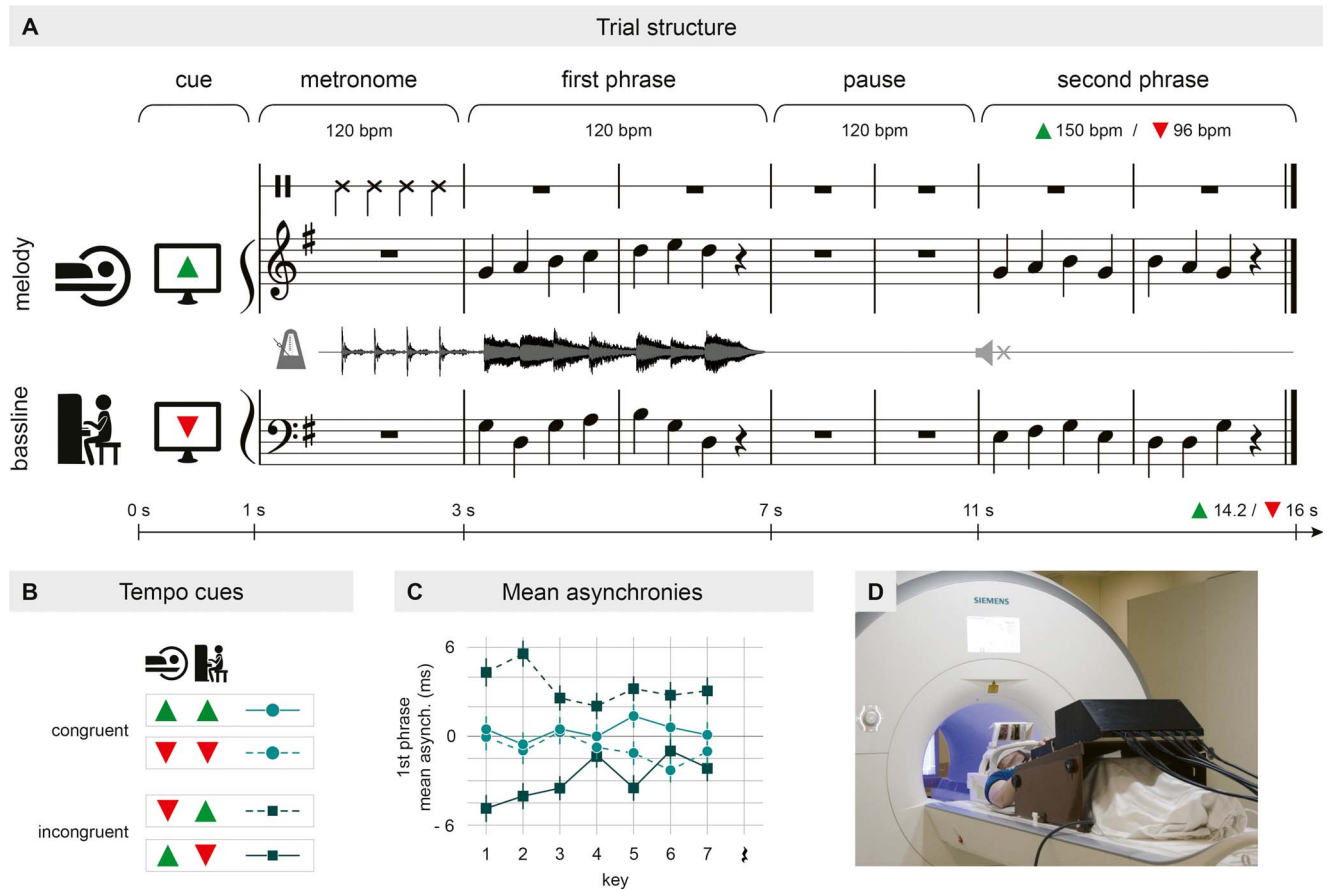 A Trial structure
cue metronome first phrase pause second phrase
120 bpm 120 bpm 120 bpm 150 bpm / 96 bpm
melody
bassline
0 s 1 s 3 s 7 s 11 s 14.2 / 16 s
B Tempo cues
congruent
incongruent
C Mean asynchronies
1st phrase
mean asynch. (ms)
6
0
- 6
1 2 3 4 5 6 7
key
D
SIEMENS